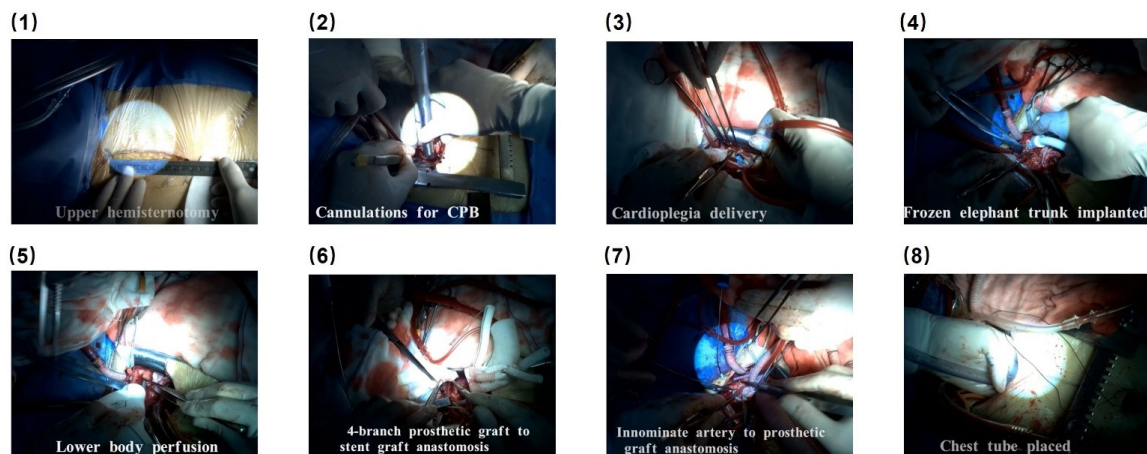 (1)
(2)
(3)
(4)
Upper hemisternotomy
Cannulations for CPB
Cardioplegia delivery
Frozen elephant trunk implanted
(5)
(6)
(7)
(8)
Lower body perfusion
4-branch prosthetic graft to
stent graft anastomosis
Innominate artery to prosthetic
graft anastomosis
Chest tube placed